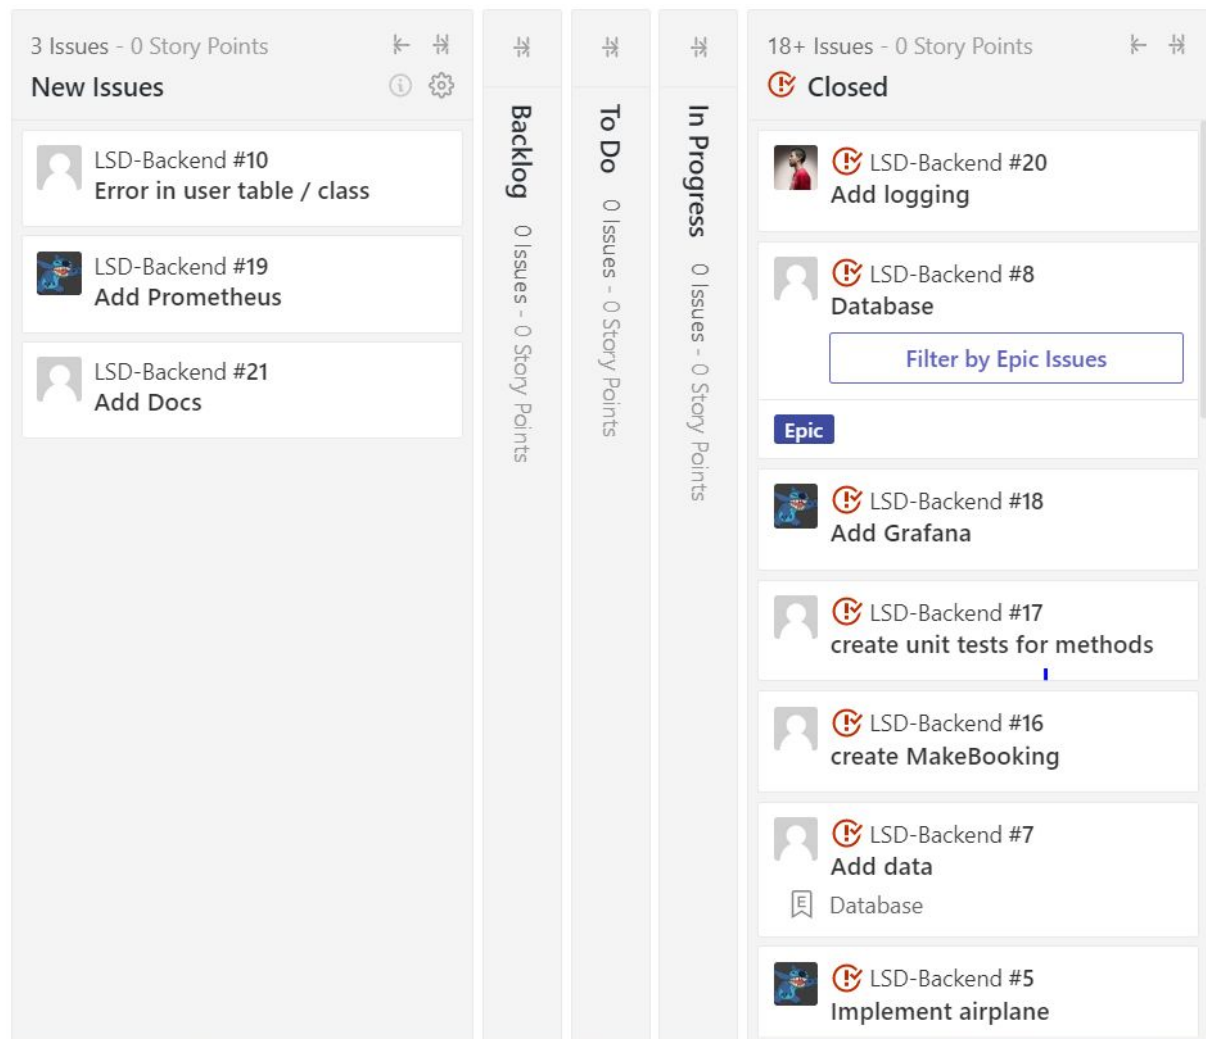 3 Issues - 0 Story Points
New Issues
LSD-Backend #10
Error in user table / class
LSD-Backend #19
Add Prometheus
LSD-Backend #21
Add Docs
Backlog 0 Issues - 0 Story Points
To Do 0 Issues - 0 Story Points
In Progress 0 Issues - 0 Story Points
18+ Issues - 0 Story Points
Closed
LSD-Backend #20
Add logging
LSD-Backend #8
Database
Filter by Epic Issues
Epic
LSD-Backend #18
Add Grafana
LSD-Backend #17
create unit tests for methods
LSD-Backend #16
create MakeBooking
LSD-Backend #7
Add data
E Database
LSD-Backend #5
Implement airplane